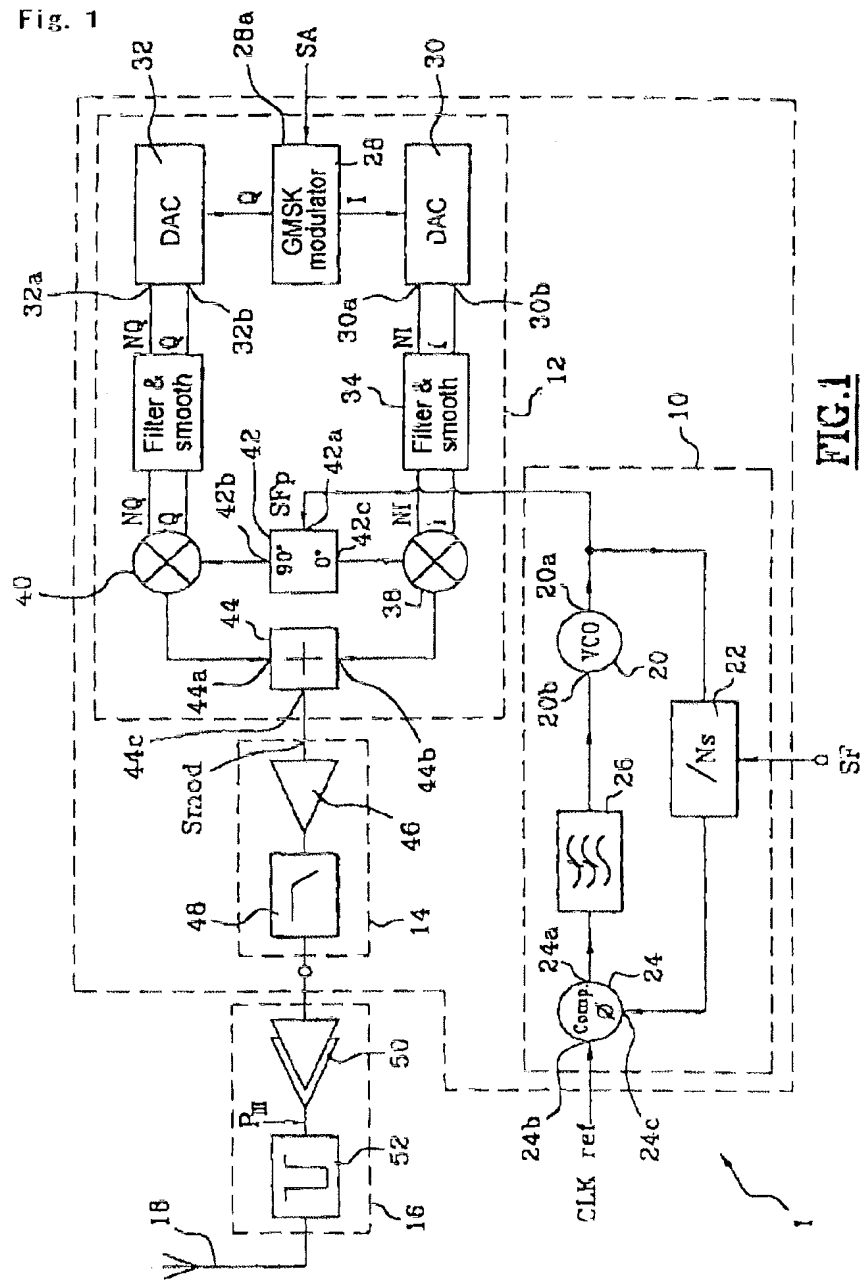 Fig. 1
32
28a
SA
30
DAC
Q
GMSK
modulator
28
I
DAC
32a
32b
30a
30b
NQ
Q
NI
I
Filter &
smooth
34
Filter &
smooth
12
NQ
Q
42b
SFp
42
42a
90°
0°
42c
NI
I
40
38
44
44a
44b
44c
Smod
46
48
14
50
PⅢ
52
16
18
10
20a
VCO
20b
20
22
/Ns
SF
26
24a
Comp.
Ø
24
24b
24c
CLK ref
1
FIG.1